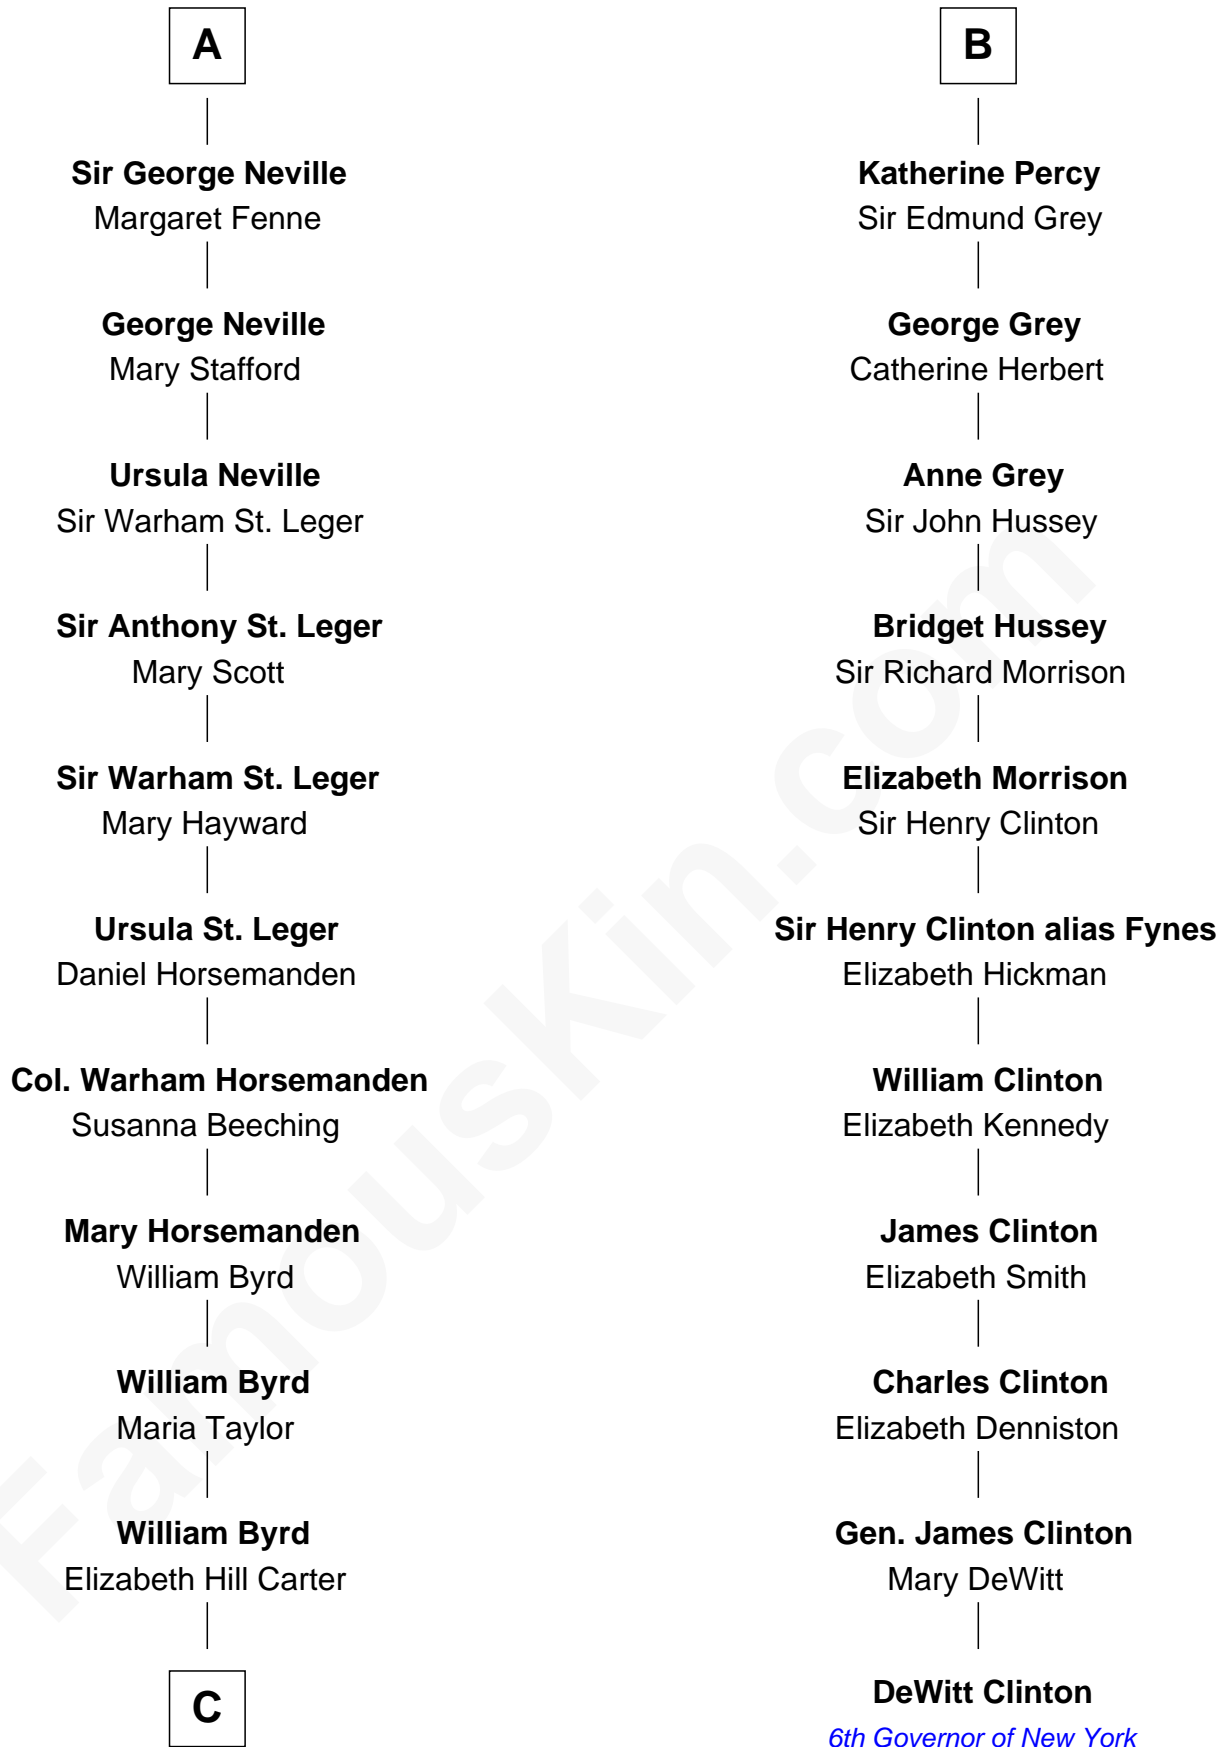 A
Sir George Neville
Margaret Fenne
George Neville
Mary Stafford
Ursula Neville
Sir Warham St. Leger
Sir Anthony St. Leger
Mary Scott
Sir Warham St. Leger
Mary Hayward
Ursula St. Leger
Daniel Horsemanden
Col. Warham Horsemanden
Susanna Beeching
Mary Horsemanden
William Byrd
William Byrd
Maria Taylor
William Byrd
Elizabeth Hill Carter
C
B
Katherine Percy
Sir Edmund Grey
George Grey
Catherine Herbert
Anne Grey
Sir John Hussey
Bridget Hussey
Sir Richard Morrison
Elizabeth Morrison
Sir Henry Clinton
Sir Henry Clinton alias Fynes
Elizabeth Hickman
William Clinton
Elizabeth Kennedy
James Clinton
Elizabeth Smith
Charles Clinton
Elizabeth Denniston
Gen. James Clinton
Mary DeWitt
DeWitt Clinton
6th Governor of New York
FamousKin.com